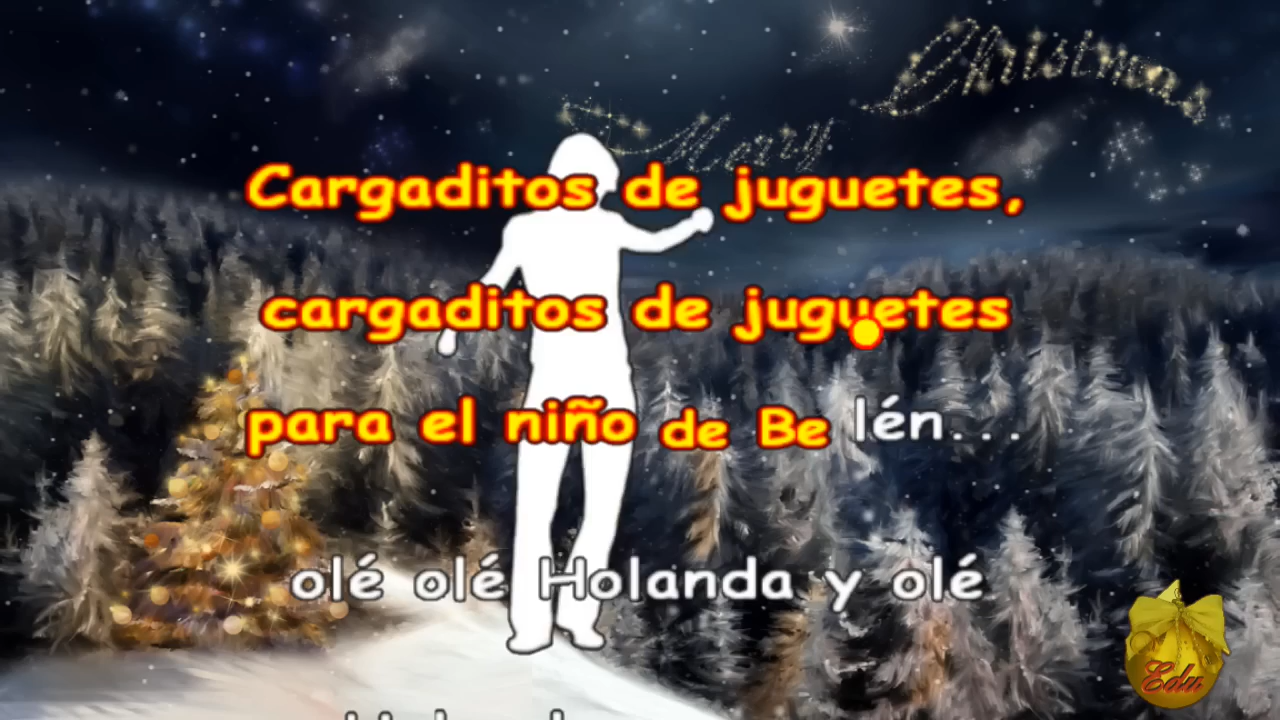 Merry Christmas
Cargaditos de juguetes,
cargaditos de juguetes
para el niño de Be lén...
olé olé Holanda y olé
Edu